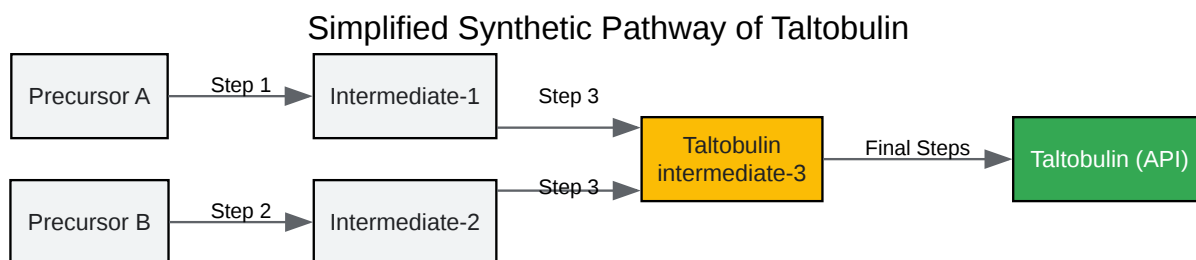 Simplified Synthetic Pathway of Taltobulin
Precursor A
Step 1
Intermediate-1
Step 3
Taltobulin
intermediate-3
Final Steps
Taltobulin (API)
Precursor B
Step 2
Intermediate-2
Step 3